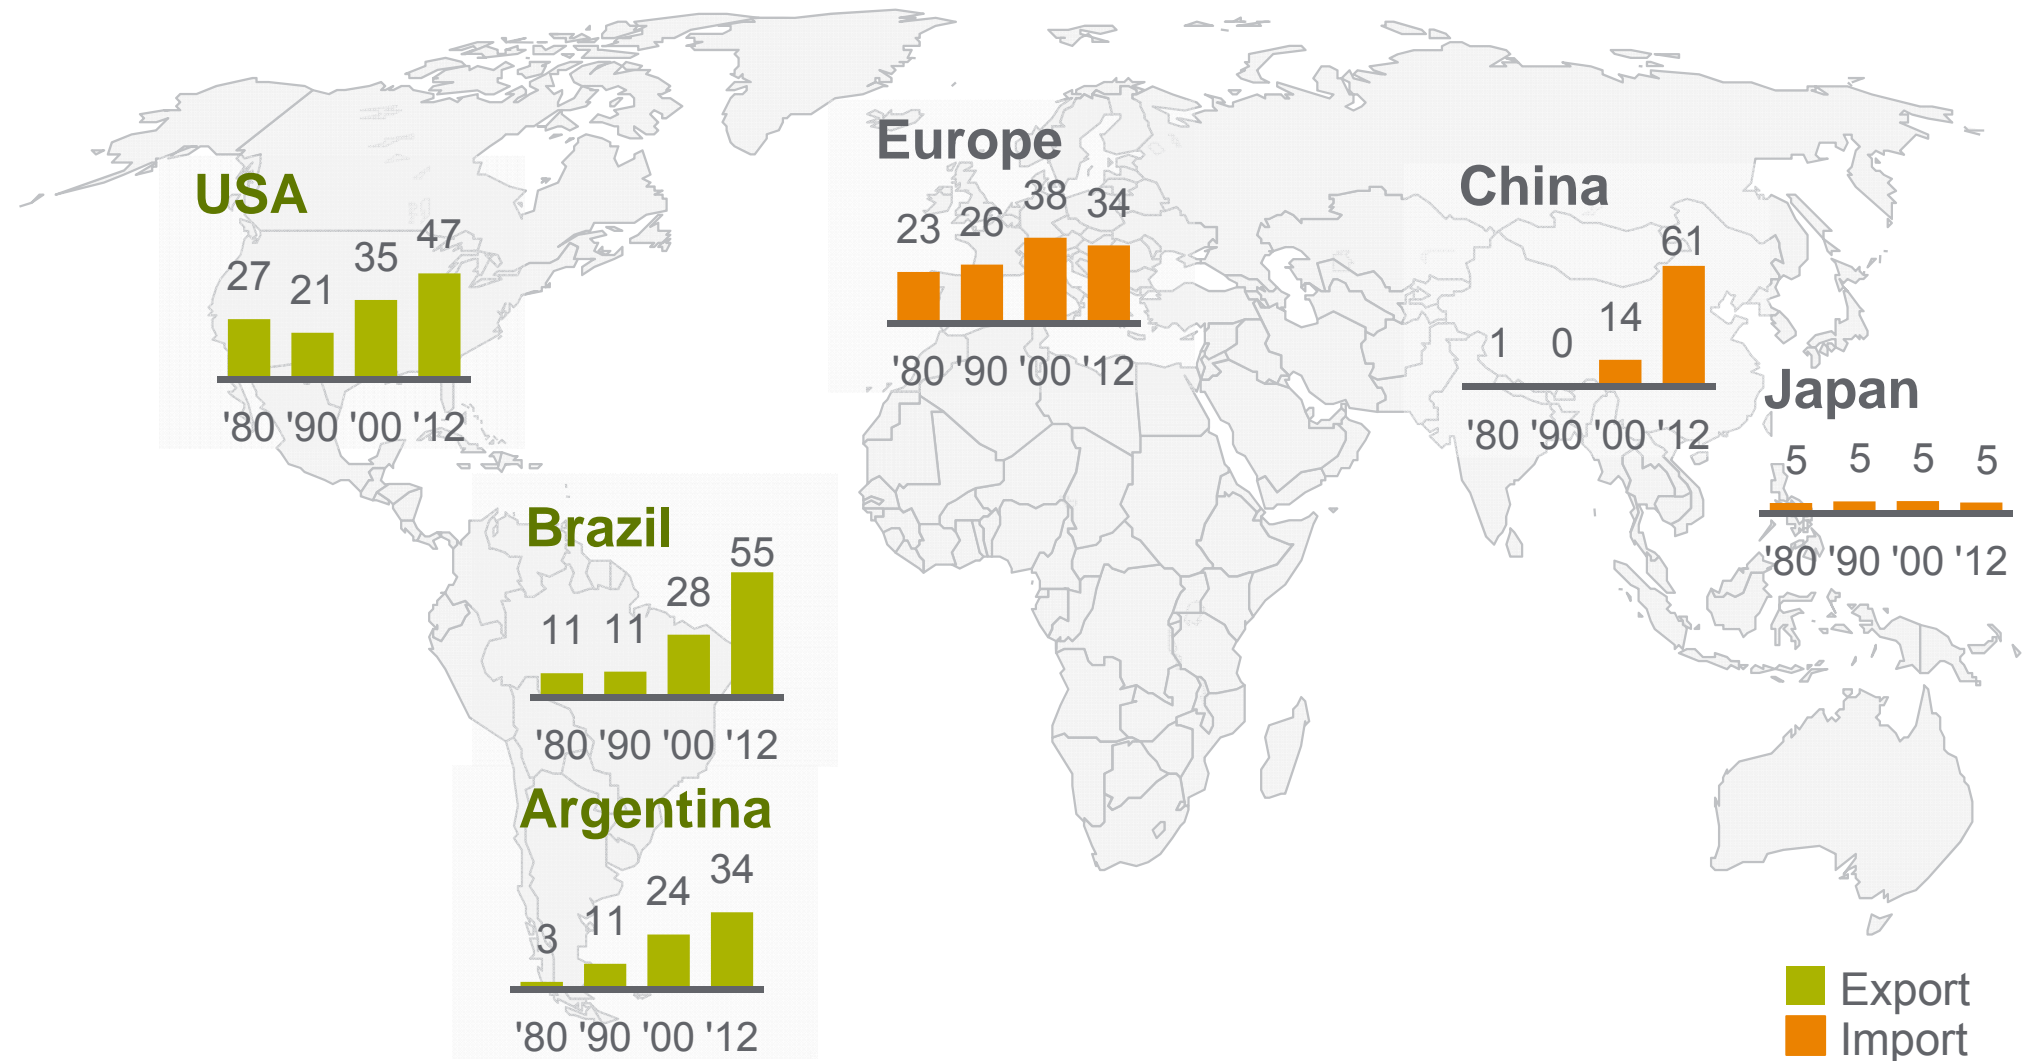 USA
27 21 35 47
'80 '90 '00 '12
Europe
23 26 38 34
'80 '90 '00 '12
China
1 0 14 61
'80 '90 '00 '12
Japan
5 5 5 5
'80 '90 '00 '12
Brazil
11 11 28 55
'80 '90 '00 '12
Argentina
3 11 24 34
'80 '90 '00 '12
Export
Import